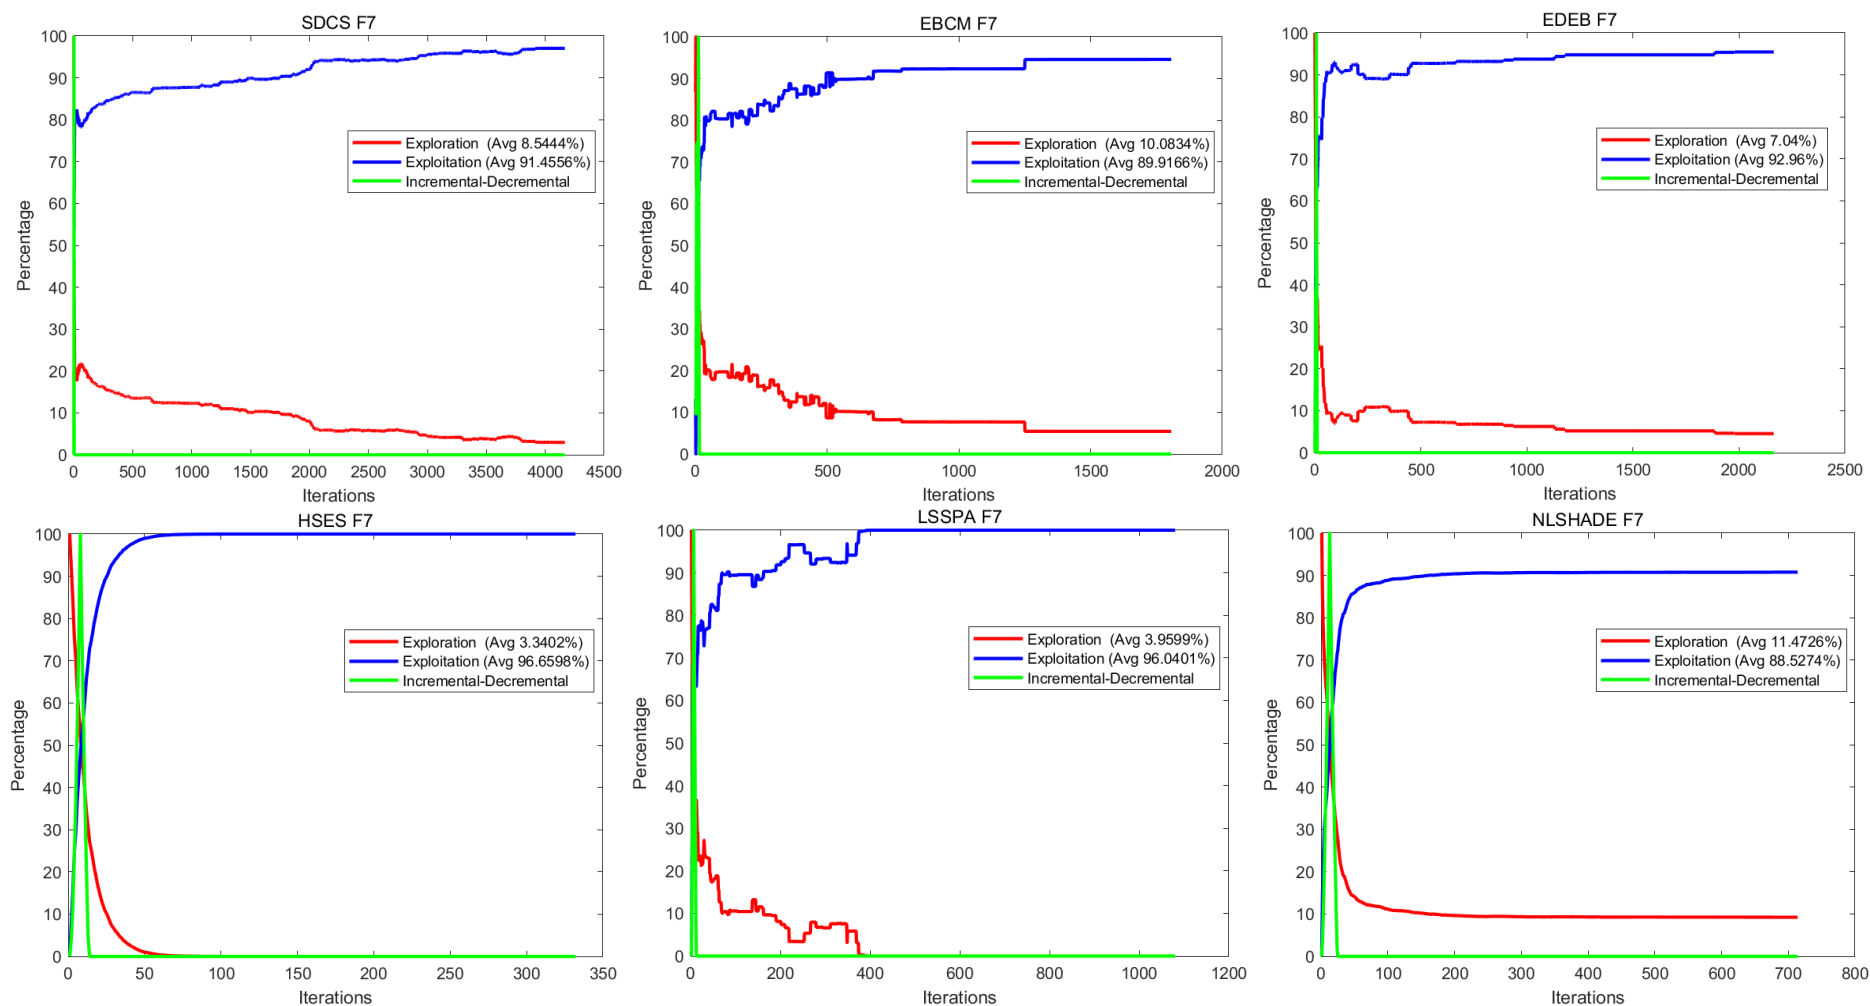 SDCS F7
100
90
80
70
60
50
40
30
20
10
0
Percentage
Exploration (Avg 8.5444%)
Exploitation (Avg 91.4556%)
Incremental-Decremental
0 500 1000 1500 2000 2500 3000 3500 4000 4500
Iterations
EBCM F7
100
90
80
70
60
50
40
30
20
10
0
Percentage
Exploration (Avg 10.0834%)
Exploitation (Avg 89.9166%)
Incremental-Decremental
0 500 1000 1500 2000
Iterations
EDEB F7
100
90
80
70
60
50
40
30
20
10
0
Percentage
Exploration (Avg 7.04%)
Exploitation (Avg 92.96%)
Incremental-Decremental
0 500 1000 1500 2000 2500
Iterations
HSES F7
100
90
80
70
60
50
40
30
20
10
0
Percentage
Exploration (Avg 3.3402%)
Exploitation (Avg 96.6598%)
Incremental-Decremental
0 50 100 150 200 250 300 350
Iterations
LSSPA F7
100
90
80
70
60
50
40
30
20
10
0
Percentage
Exploration (Avg 3.9599%)
Exploitation (Avg 96.0401%)
Incremental-Decremental
0 200 400 600 800 1000 1200
Iterations
NLSHADE F7
100
90
80
70
60
50
40
30
20
10
0
Percentage
Exploration (Avg 11.4726%)
Exploitation (Avg 88.5274%)
Incremental-Decremental
0 100 200 300 400 500 600 700 800
Iterations